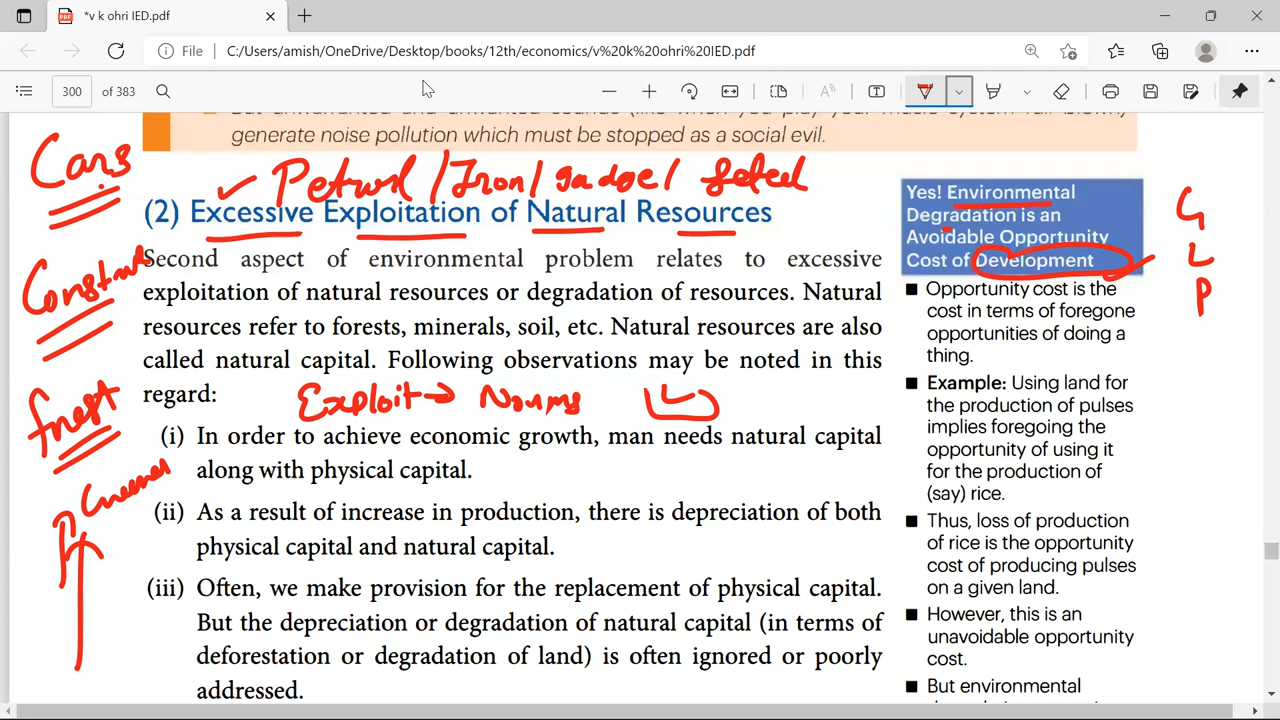 *v k ohri IED.pdf
File C:/Users/amish/OneDrive/Desktop/books/12th/economics/v%20k%20ohri%20IED.pdf
300 of 383
generate noise pollution which must be stopped as a social evil.
Cars
Petrol / Iron /
(2) Excessive Exploitation of Natural Resources
Second aspect of environmental problem relates to excessive
exploitation of natural resources or degradation of resources. Natural
resources refer to forests, minerals, soil, etc. Natural resources are also
called natural capital. Following observations may be noted in this
regard:
Exploit → Norms
Forest
(i) In order to achieve economic growth, man needs natural capital
along with physical capital.
(ii) As a result of increase in production, there is depreciation of both
physical capital and natural capital.
(iii) Often, we make provision for the replacement of physical capital.
But the depreciation or degradation of natural capital (in terms of
deforestation or degradation of land) is often ignored or poorly
addressed.
Yes! Environmental
Degradation is an
Avoidable Opportunity
Cost of Development
G
L
P
■ Opportunity cost is the
cost in terms of foregone
opportunities of doing a
thing.
■ Example: Using land for
the production of pulses
implies foregoing the
opportunity of using it
for the production of
(say) rice.
■ Thus, loss of production
of rice is the opportunity
cost of producing pulses
on a given land.
■ However, this is an
unavoidable opportunity
cost.
■ But environmental